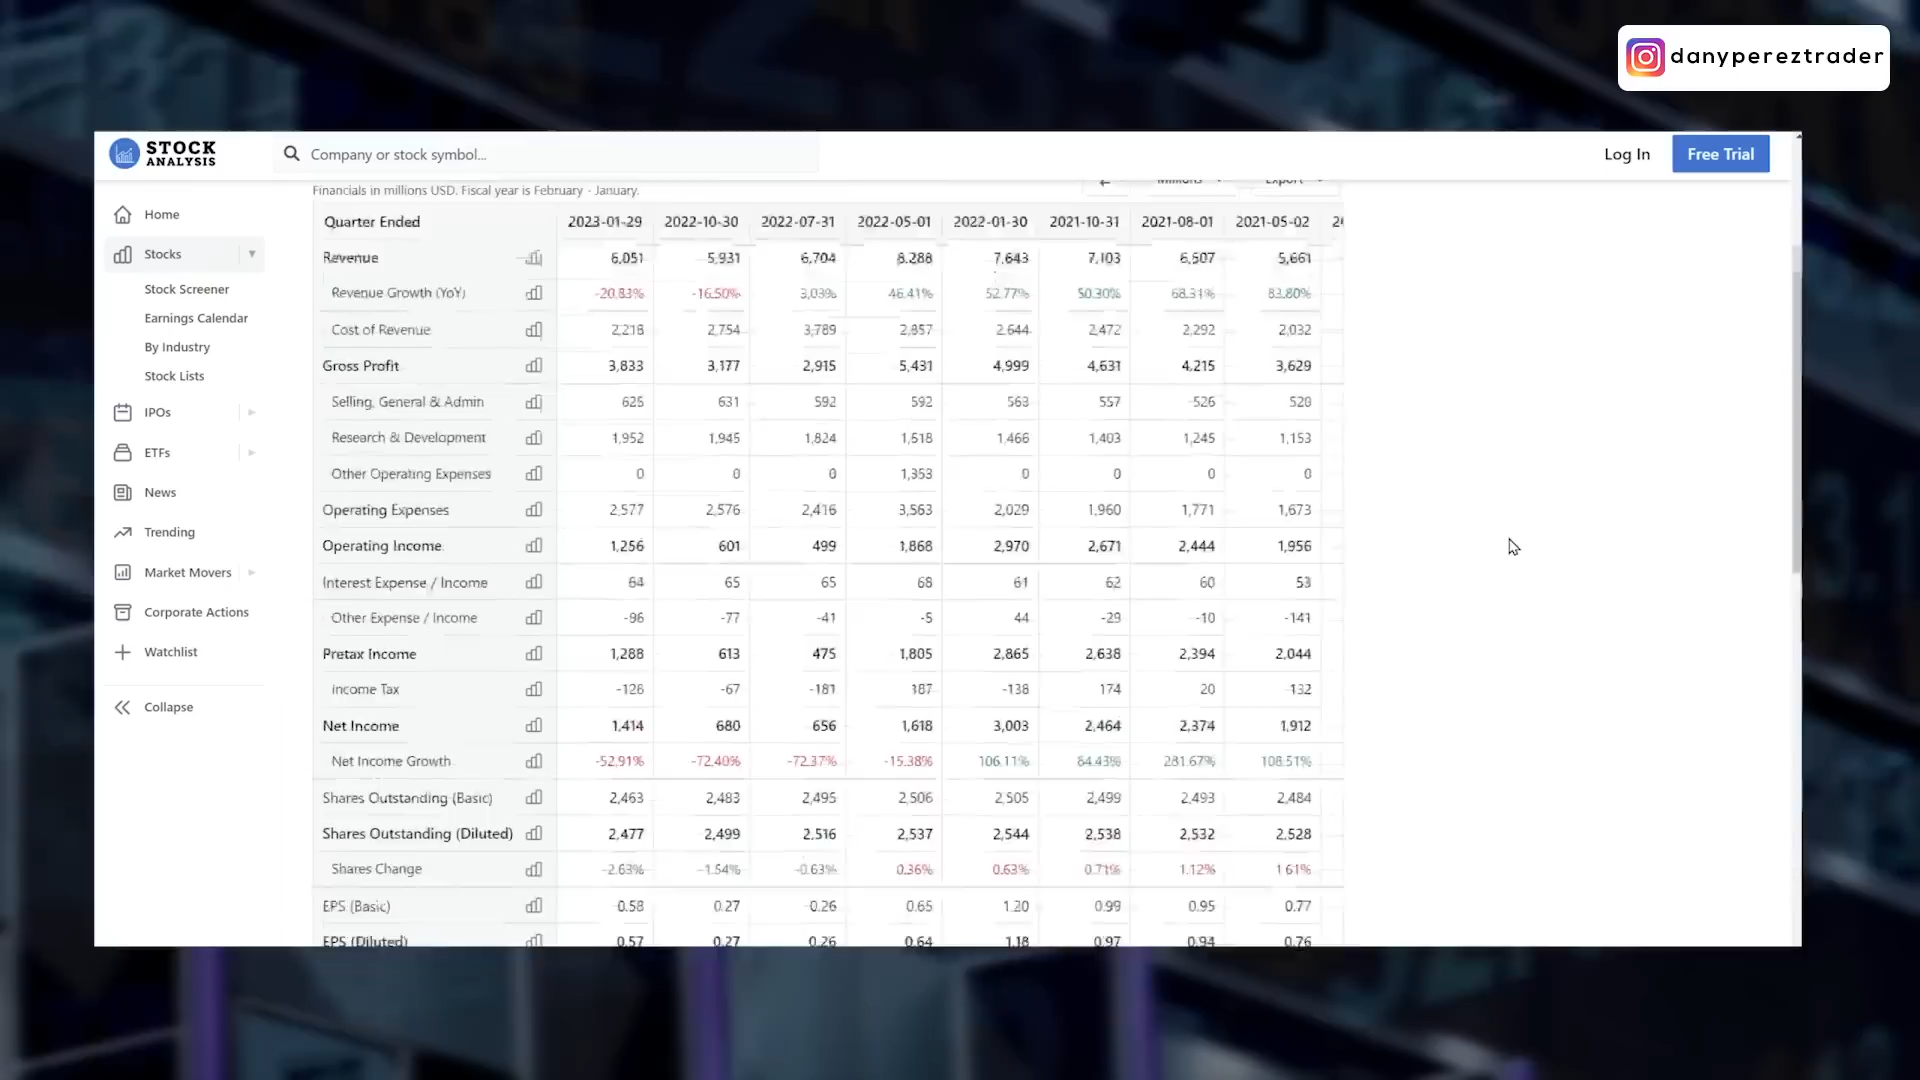 danypereztrader
STOCK
ANALYSIS
Company or stock symbol...
Log In
Free Trial
Home
Stocks
Stock Screener
Earnings Calendar
By Industry
Stock Lists
IPOs
ETFs
News
Trending
Market Movers
Corporate Actions
Watchlist
Collapse
Financials in millions USD. Fiscal year is February - January.
Millions Export
Quarter Ended 2023-01-29 2022-10-30 2022-07-31 2022-05-01 2022-01-30 2021-10-31 2021-08-01 2021-05-02
Revenue 6,051 5,931 6,704 8,288 7,643 7,103 6,507 5,661
Revenue Growth (YoY) -20.83% -16.50% 3.03% 46.41% 52.77% 50.30% 68.31% 83.80%
Cost of Revenue 2,218 2,754 3,789 2,857 2,644 2,472 2,292 2,032
Gross Profit 3,833 3,177 2,915 5,431 4,999 4,631 4,215 3,629
Selling, General & Admin 625 631 592 592 563 557 526 520
Research & Development 1,952 1,945 1,824 1,618 1,466 1,403 1,245 1,153
Other Operating Expenses 0 0 0 1,353 0 0 0 0
Operating Expenses 2,577 2,576 2,416 3,563 2,029 1,960 1,771 1,673
Operating Income 1,256 601 499 1,868 2,970 2,671 2,444 1,956
Interest Expense / Income 64 65 65 68 61 62 60 53
Other Expense / Income -96 -77 -41 -5 44 -29 -10 -141
Pretax Income 1,288 613 475 1,805 2,865 2,638 2,394 2,044
Income Tax -126 -67 -181 187 -138 174 20 132
Net Income 1,414 680 656 1,618 3,003 2,464 2,374 1,912
Net Income Growth -52.91% -72.40% -72.37% -15.38% 106.11% 84.43% 281.67% 108.51%
Shares Outstanding (Basic) 2,463 2,483 2,495 2,506 2,505 2,499 2,493 2,484
Shares Outstanding (Diluted) 2,477 2,499 2,516 2,537 2,544 2,538 2,532 2,528
Shares Change -2.63% -1.54% -0.63% 0.36% 0.63% 0.71% 1.12% 1.61%
EPS (Basic) 0.58 0.27 0.26 0.65 1.20 0.99 0.95 0.77
EPS (Diluted) 0.57 0.27 0.26 0.64 1.18 0.97 0.94 0.76